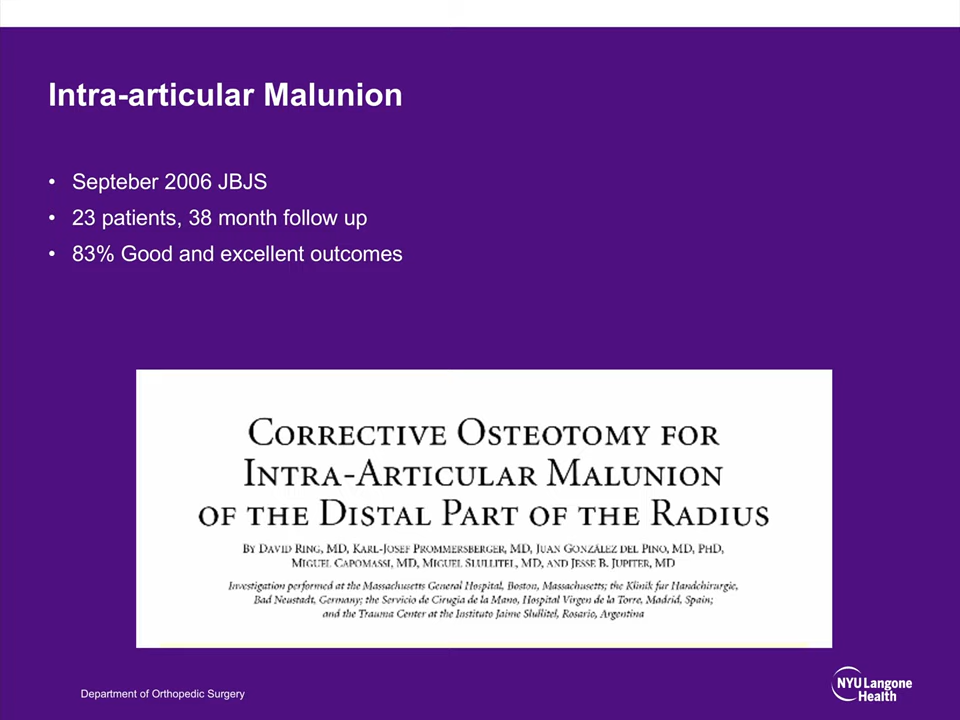 Intra-articular Malunion
• Septeber 2006 JBJS
• 23 patients, 38 month follow up
• 83% Good and excellent outcomes
CORRECTIVE OSTEOTOMY FOR
INTRA-ARTICULAR MALUNION
OF THE DISTAL PART OF THE RADIUS
BY DAVID RING, MD, KARL-JOSEF PROMMERSBERGER, MD, JUAN GONZÁLEZ DEL PINO, MD, PHD,
MIGUEL CAPOMASSI, MD, MIGUEL SLULLITEL, MD, AND JESSE B. JUPITER, MD
Investigation performed at the Massachusetts General Hospital, Boston, Massachusetts; the Klinik fur Handchirurgie,
Bad Neustadt, Germany; the Servicio de Cirugia de la Mano, Hospital Virgen de la Torre, Madrid, Spain;
and the Trauma Center at the Instituto Jaime Slullitel, Rosario, Argentina
Department of Orthopedic Surgery
NYU Langone
Health